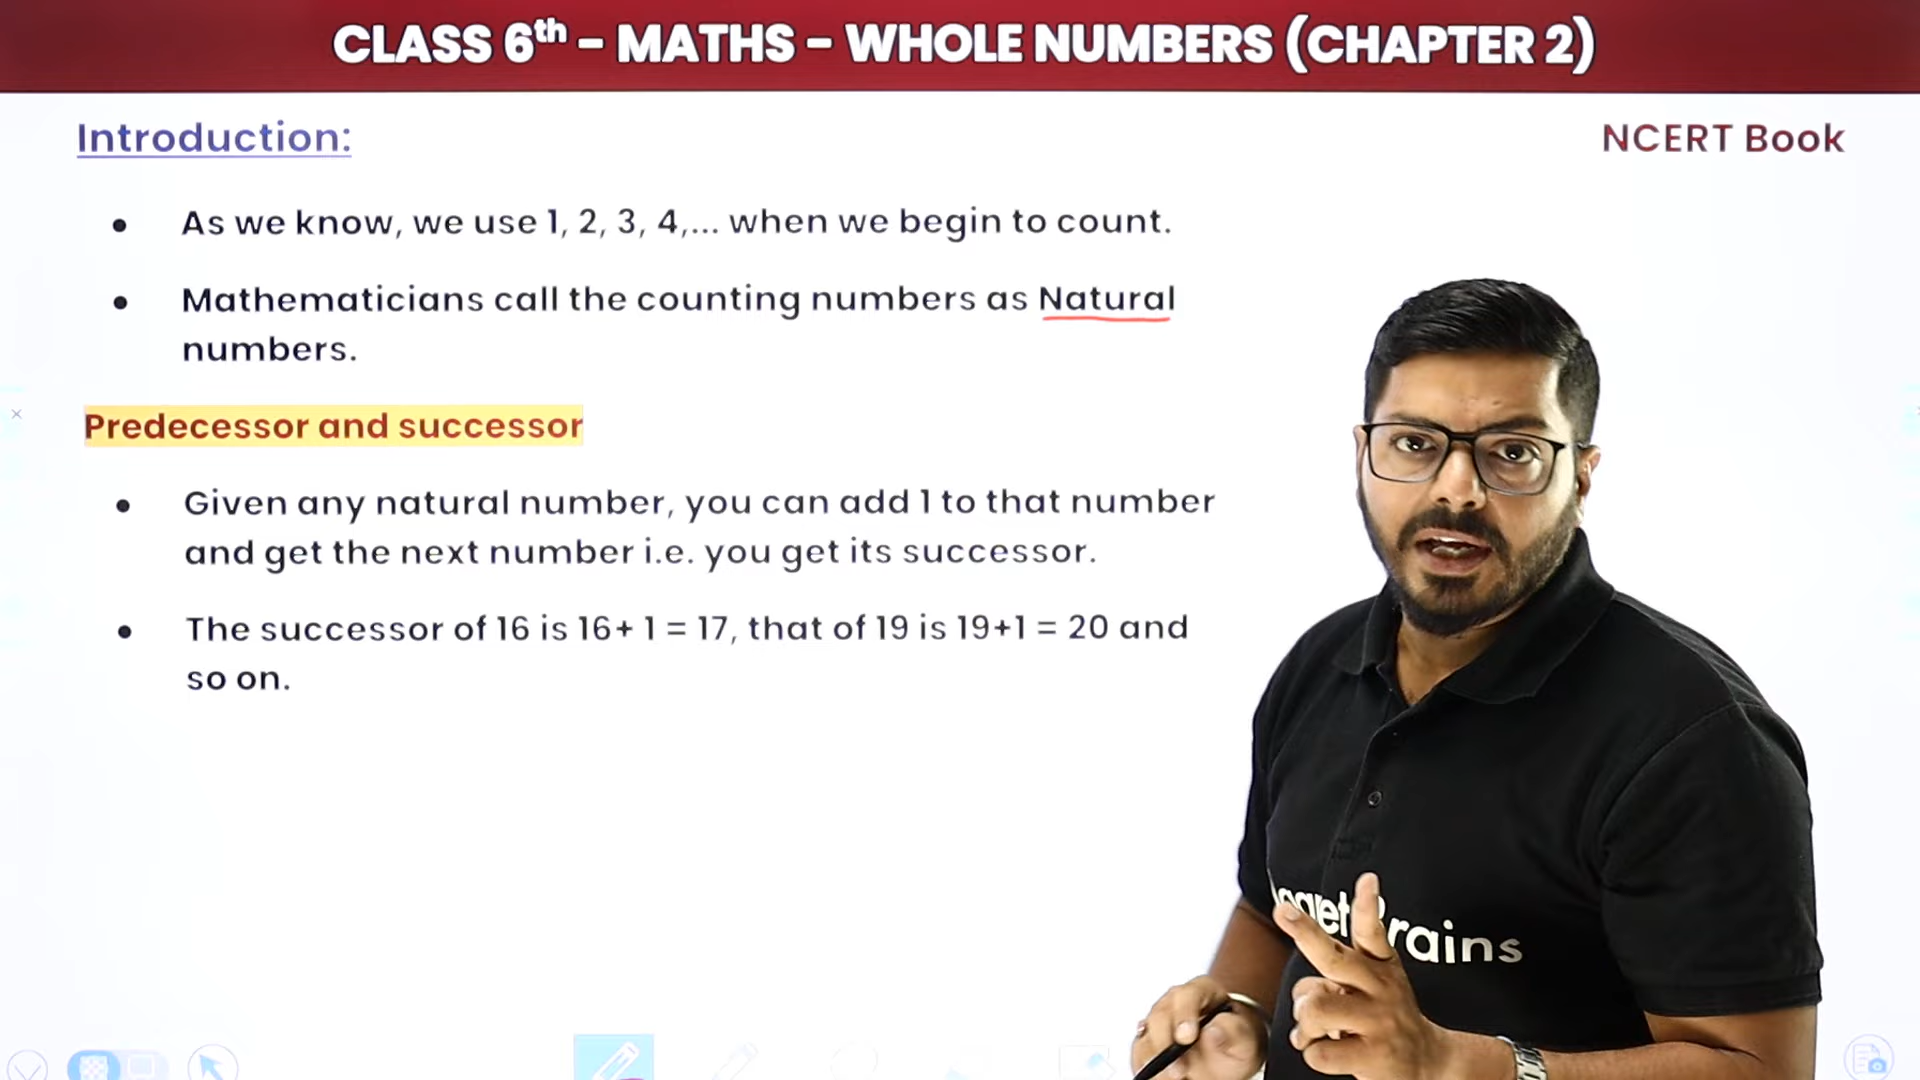 CLASS 6th – MATHS – WHOLE NUMBERS (CHAPTER 2)
Introduction:
NCERT Book
• As we know, we use 1, 2, 3, 4,... when we begin to count.
• Mathematicians call the counting numbers as Natural
numbers.
Predecessor and successor
• Given any natural number, you can add 1 to that number
and get the next number i.e. you get its successor.
• The successor of 16 is 16+ 1 = 17, that of 19 is 19+1 = 20 and
so on.